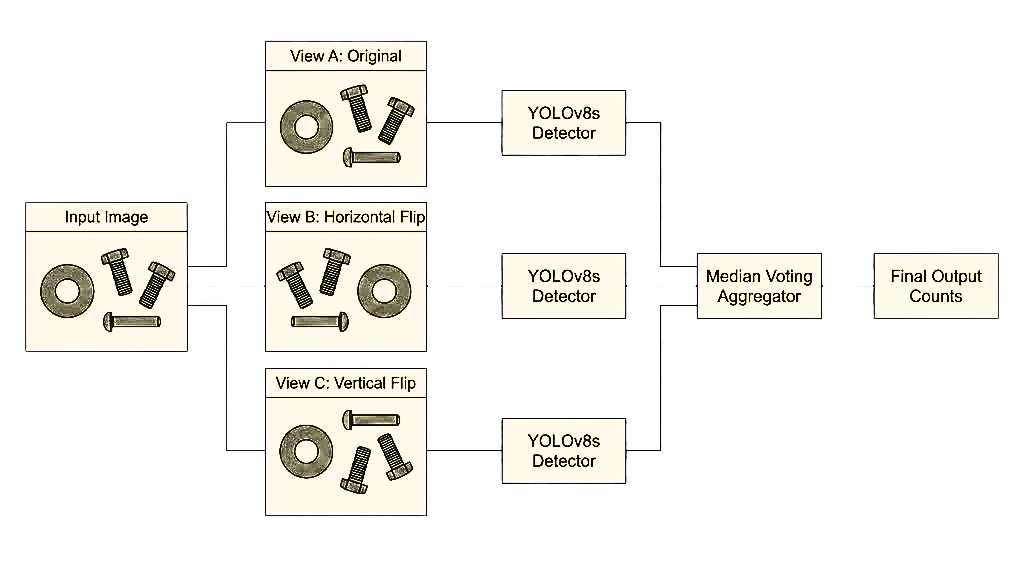 View A: Original
YOLOv8s
Detector
Input Image
View B: Horizontal Flip
YOLOv8s
Detector
Median Voting
Aggregator
Final Output
Counts
View C: Vertical Flip
YOLOv8s
Detector